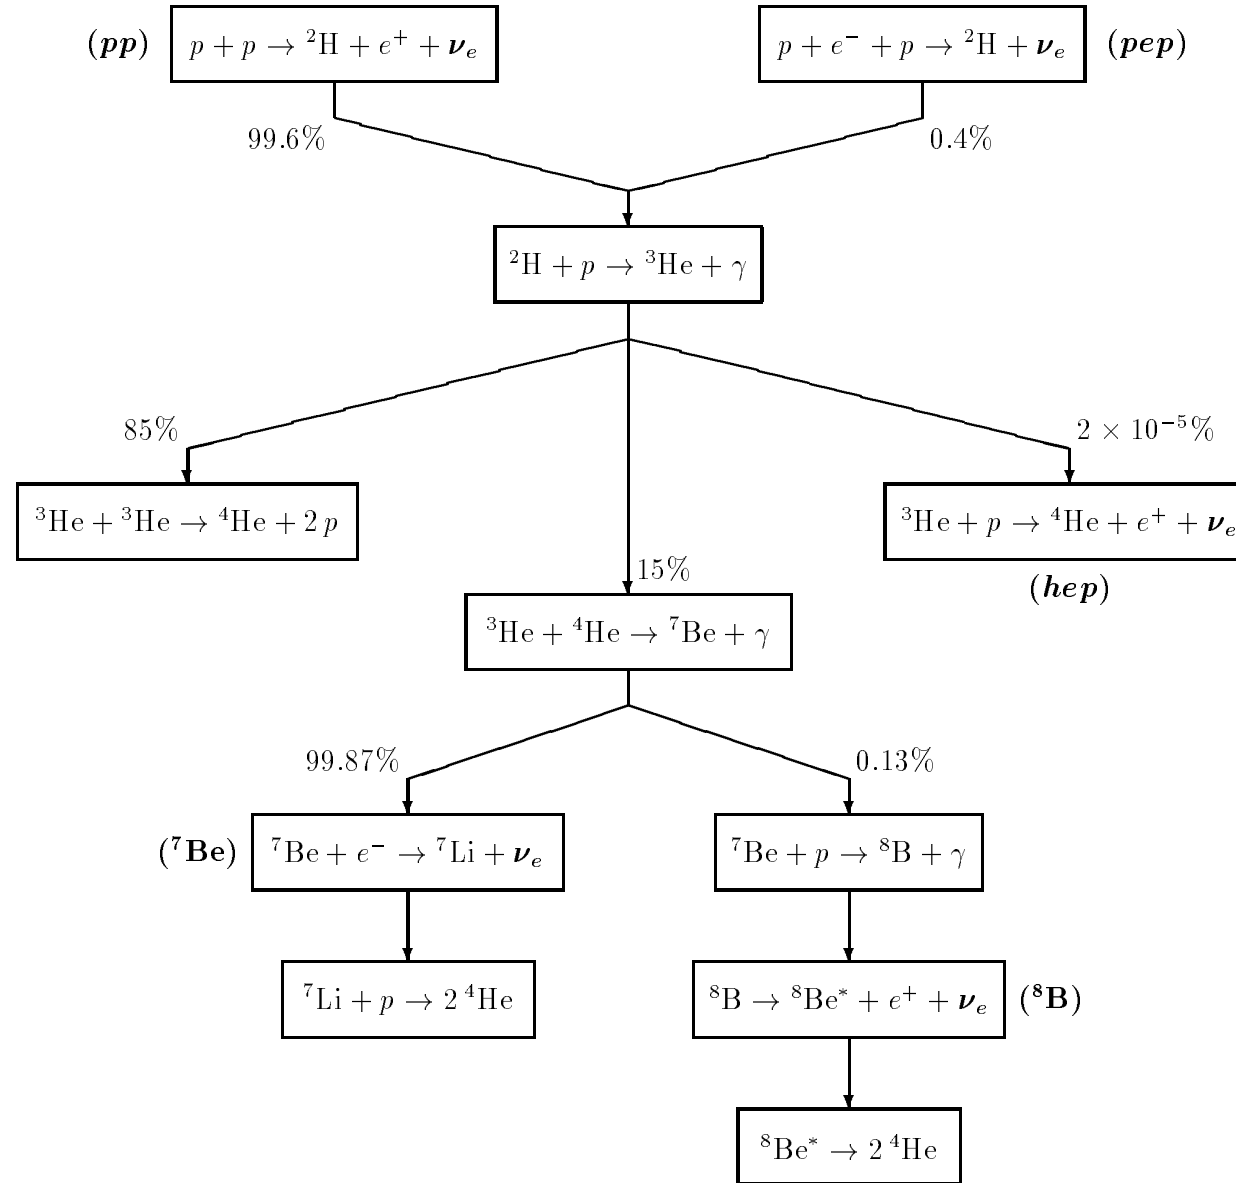 (pp) p + p → ²H + e⁺ + νₑ p + e⁻ + p → ²H + νₑ (pep)
99.6% 0.4%
²H + p → ³He + γ
85% 2 × 10⁻⁵%
³He + ³He → ⁴He + 2 p ³He + p → ⁴He + e⁺ + νₑ
15%
(hep)
³He + ⁴He → ⁷Be + γ
99.87% 0.13%
(⁷Be) ⁷Be + e⁻ → ⁷Li + νₑ ⁷Be + p → ⁸B + γ
⁷Li + p → 2 ⁴He ⁸B → ⁸Be* + e⁺ + νₑ (⁸B)
⁸Be* → 2 ⁴He